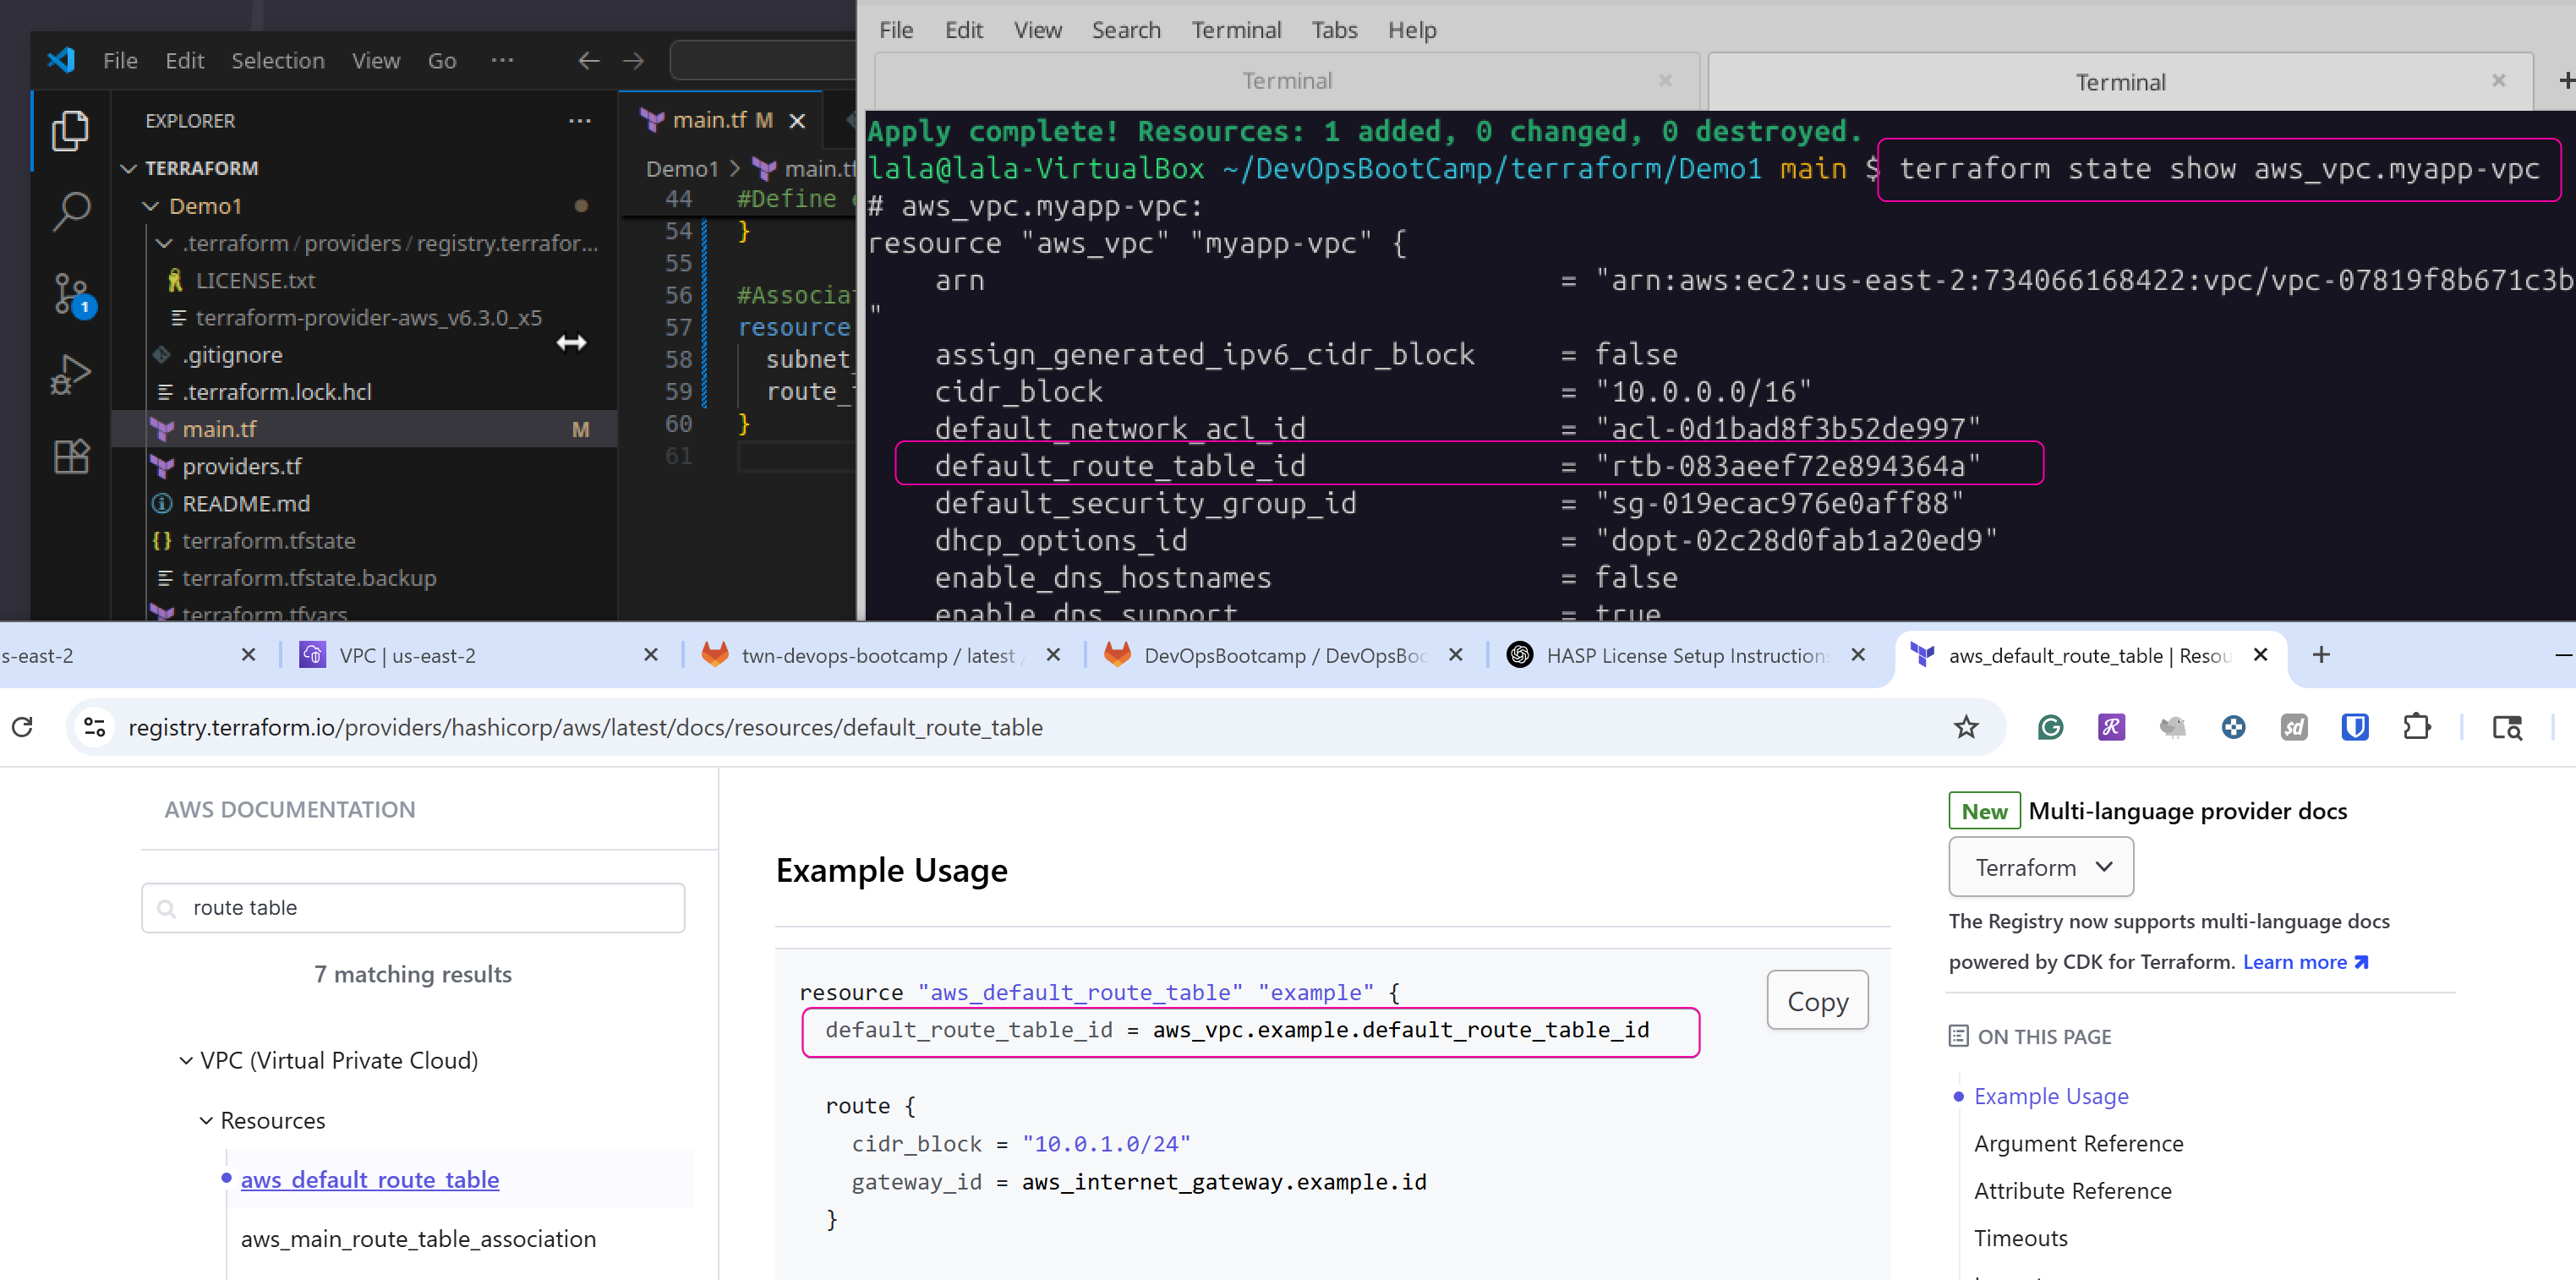 File Edit Selection View Go ...
EXPLORER ...
TERRAFORM
Demo1
.terraform / providers / registry.terrafor...
LICENSE.txt
terraform-provider-aws_v6.3.0_x5
.gitignore
.terraform.lock.hcl
main.tf M
providers.tf
README.md
terraform.tfstate
terraform.tfstate.backup
terraform.tfvars
1
main.tf M
Demo1 > main.tf
44 #Define
54 }
55
56 #Associat
57 resource
58 subnet_
59 route_
60 }
61
File Edit View Search Terminal Tabs Help
Terminal
Terminal
Apply complete! Resources: 1 added, 0 changed, 0 destroyed.
lala@lala-VirtualBox ~/DevOpsBootCamp/terraform/Demo1 main $ terraform state show aws_vpc.myapp-vpc
# aws_vpc.myapp-vpc:
resource "aws_vpc" "myapp-vpc" {
arn = "arn:aws:ec2:us-east-2:734066168422:vpc/vpc-07819f8b671c3b
"
assign_generated_ipv6_cidr_block = false
cidr_block = "10.0.0.0/16"
default_network_acl_id = "acl-0d1bad8f3b52de997"
default_route_table_id = "rtb-083aeef72e894364a"
default_security_group_id = "sg-019ecac976e0aff88"
dhcp_options_id = "dopt-02c28d0fab1a20ed9"
enable_dns_hostnames = false
enable_dns_support = true
s-east-2
VPC | us-east-2
twn-devops-bootcamp / latest /
DevOpsBootcamp / DevOpsBoo
HASP License Setup Instructions
aws_default_route_table | Resou
registry.terraform.io/providers/hashicorp/aws/latest/docs/resources/default_route_table
AWS DOCUMENTATION
route table
7 matching results
VPC (Virtual Private Cloud)
Resources
aws_default_route_table
aws_main_route_table_association
Example Usage
Copy
resource "aws_default_route_table" "example" {
default_route_table_id = aws_vpc.example.default_route_table_id
route {
cidr_block = "10.0.1.0/24"
gateway_id = aws_internet_gateway.example.id
}
New Multi-language provider docs
Terraform
The Registry now supports multi-language docs
powered by CDK for Terraform. Learn more
ON THIS PAGE
Example Usage
Argument Reference
Attribute Reference
Timeouts